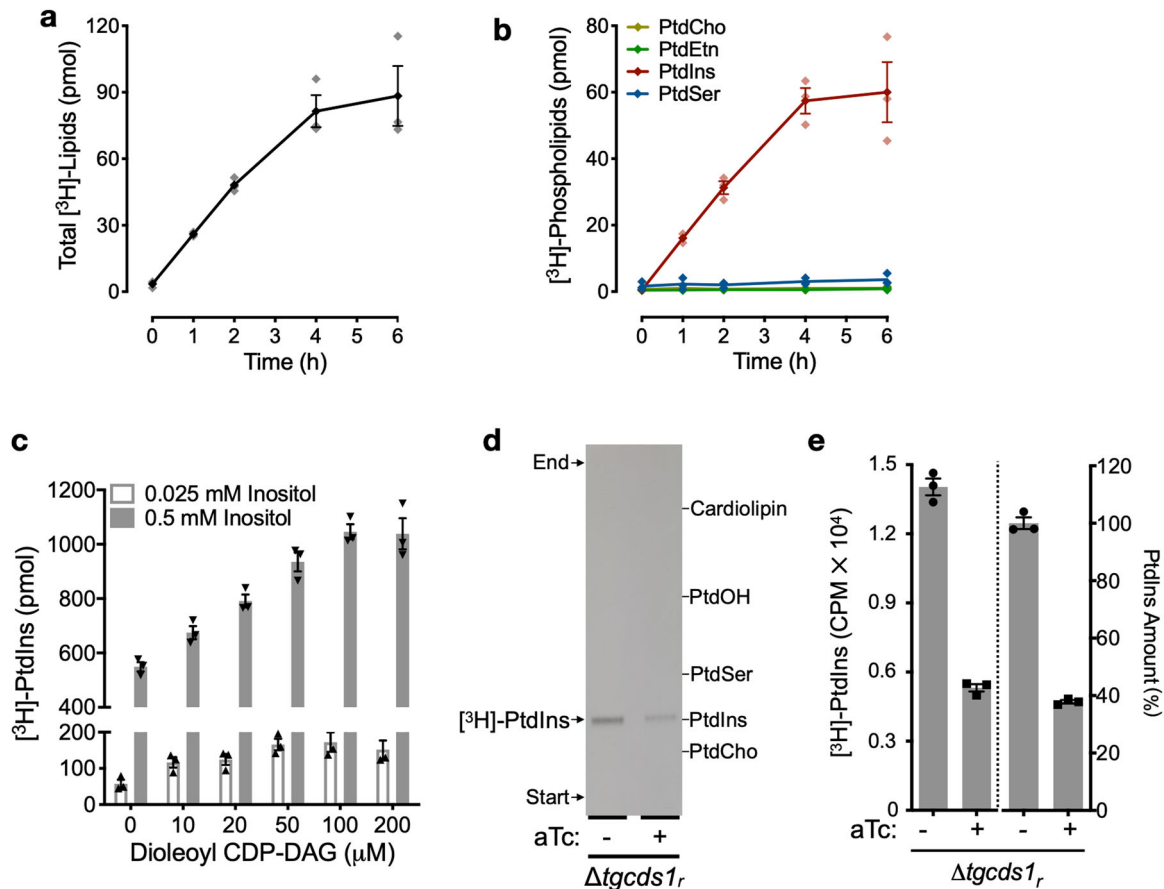 a
Total [³H]-Lipids (pmol)
120
90
60
30
0
0 1 2 3 4 5 6
Time (h)
b
PtdCho
PtdEtn
PtdIns
PtdSer
[³H]-Phospholipids (pmol)
80
60
40
20
0
0 1 2 3 4 5 6
Time (h)
c
0.025 mM Inositol
0.5 mM Inositol
[³H]-PtdIns (pmol)
1200
1000
800
600
400
200
100
0
0 10 20 50 100 200
Dioleoyl CDP-DAG (μM)
d
End
[³H]-PtdIns
Start
Cardiolipin
PtdOH
PtdSer
PtdIns
PtdCho
aTc: - +
Δtgcds1r
e
[³H]-PtdIns (CPM × 10⁴)
1.5
1.2
0.9
0.6
0.3
0
120
100
80
60
40
20
0
PtdIns Amount (%)
aTc: - + - +
Δtgcds1r